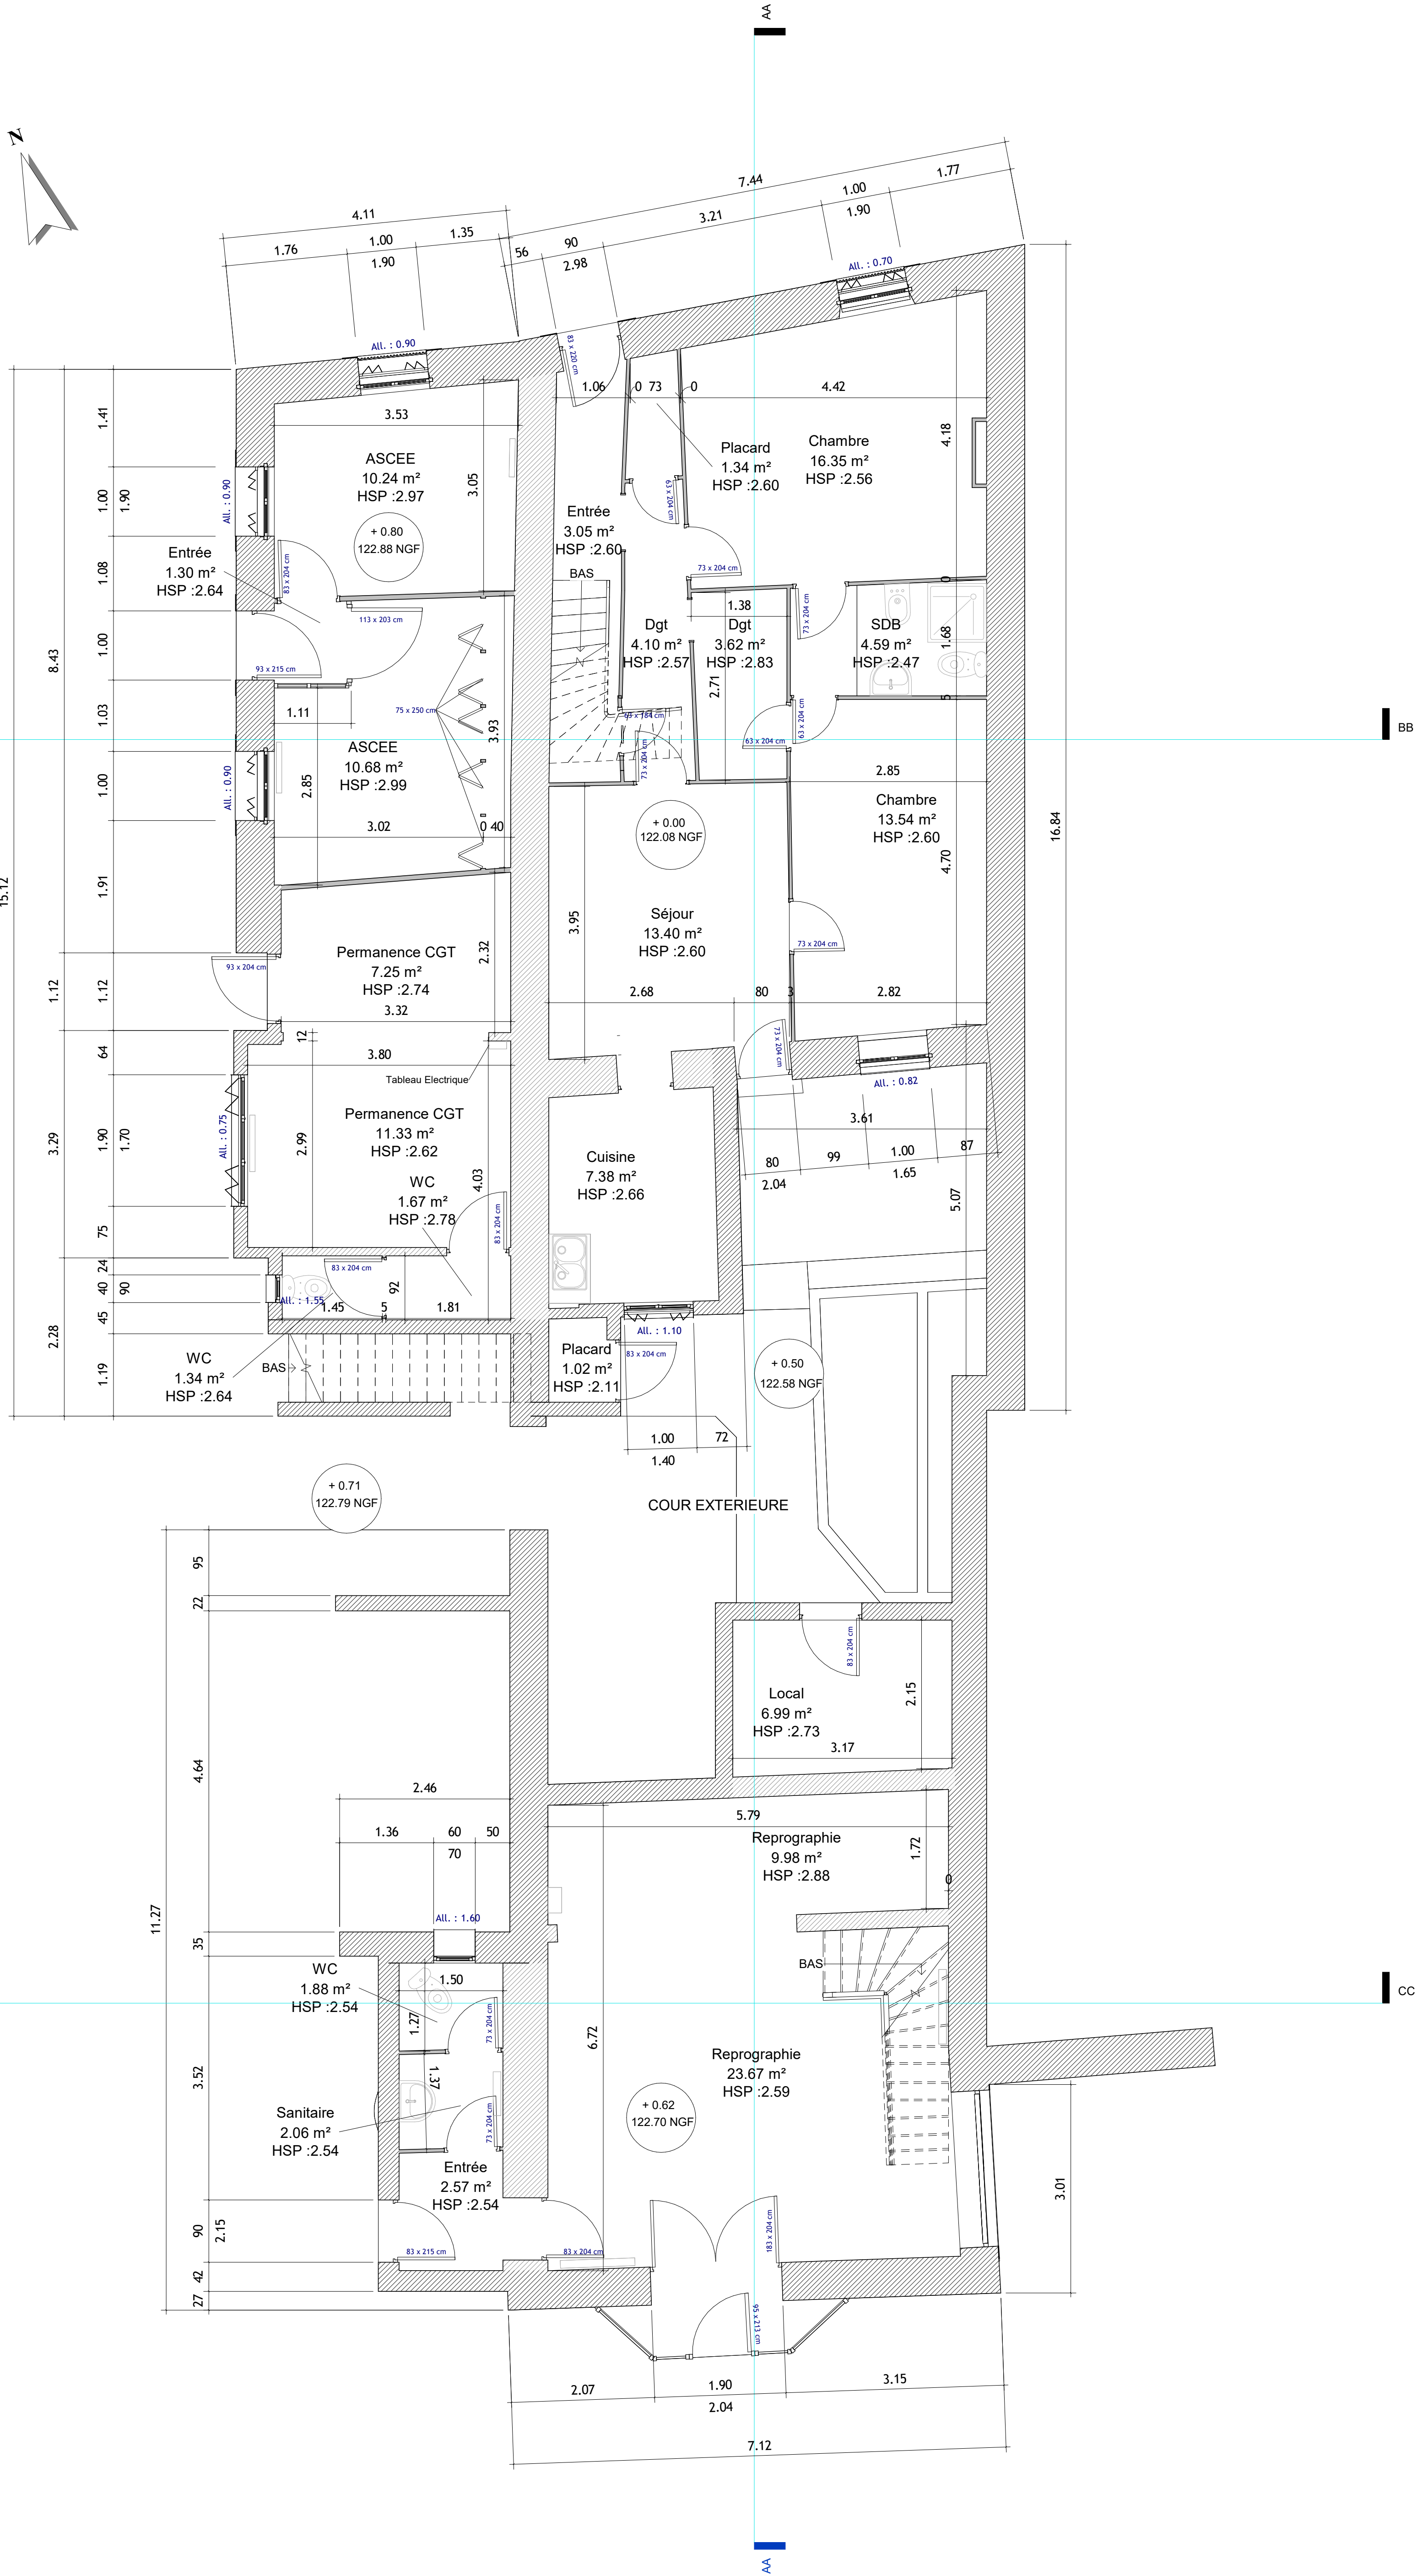 AA
N
7.44
1.77
1.00
1.90
3.21
4.11
1.76
1.00
1.90
1.35
56
90
2.98
All. : 0.70
All. : 0.90
83 x 220 cm
1.06
0
73
0
4.42
3.53
1.41
4.18
ASCEE
10.24 m²
HSP :2.97
3.05
Placard
1.34 m²
HSP :2.60
Chambre
16.35 m²
HSP :2.56
1.00
1.90
All. : 0.90
63 x 204 cm
Entrée
3.05 m²
HSP :2.60
+ 0.80
122.88 NGF
Entrée
1.30 m²
HSP :2.64
83 x 204 cm
1.08
BAS
73 x 204 cm
0
113 x 203 cm
1.38
73 x 204 cm
Dgt
4.10 m²
HSP :2.57
Dgt
3.62 m²
HSP :2.83
SDB
4.59 m²
HSP :2.47
1.68
1.00
8.43
93 x 215 cm
2.71
5
1.11
75 x 250 cm
3.93
63 x 184 cm
63 x 204 cm
1.03
63 x 204 cm
73 x 204 cm
BB
ASCEE
10.68 m²
HSP :2.99
2.85
2.85
1.00
All. : 0.90
Chambre
13.54 m²
HSP :2.60
+ 0.00
122.08 NGF
3.02
0 40
16.84
4.70
15.12
1.91
Séjour
13.40 m²
HSP :2.60
3.95
Permanence CGT
7.25 m²
HSP :2.74
2.32
73 x 204 cm
93 x 204 cm
1.12
1.12
2.68
80
3
2.82
3.32
12
73 x 204 cm
64
3.80
Tableau Electrique
All. : 0.82
3.61
Permanence CGT
11.33 m²
HSP :2.62
3.29
1.90
1.70
All. : 0.75
2.99
4.03
Cuisine
7.38 m²
HSP :2.66
80
2.04
99
1.00
1.65
87
WC
1.67 m²
HSP :2.78
83 x 204 cm
5.07
75
24
83 x 204 cm
40
90
92
All. : 1.55
1.45
5
1.81
45
All. : 1.10
2.28
Placard
1.02 m²
HSP :2.11
83 x 204 cm
+ 0.50
122.58 NGF
WC
1.34 m²
HSP :2.64
BAS
1.19
1.00
1.40
72
+ 0.71
122.79 NGF
COUR EXTERIEURE
95
22
83 x 204 cm
Local
6.99 m²
HSP :2.73
2.15
3.17
4.64
2.46
1.36
60
70
50
5.79
Reprographie
9.98 m²
HSP :2.88
1.72
0
11.27
All. : 1.60
35
WC
1.88 m²
HSP :2.54
1.50
BAS
CC
1.27
73 x 204 cm
6.72
3.52
1.37
Reprographie
23.67 m²
HSP :2.59
+ 0.62
122.70 NGF
Sanitaire
2.06 m²
HSP :2.54
73 x 204 cm
Entrée
2.57 m²
HSP :2.54
3.01
90
2.15
83 x 215 cm
83 x 204 cm
183 x 204 cm
42
27
95 x 213 cm
2.07
1.90
2.04
3.15
7.12
AA